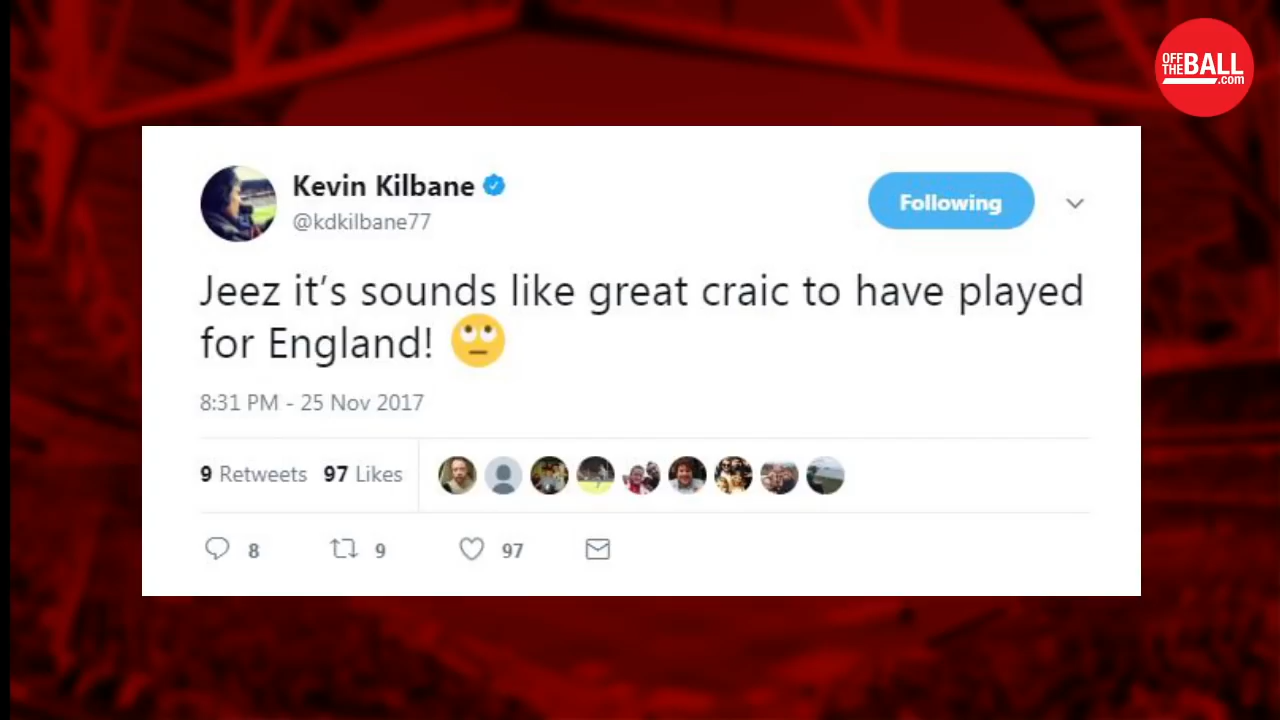 OFF
THE BALL
.com
Kevin Kilbane
@kdkilbane77
Following
Jeez it’s sounds like great craic to have played
for England! 🙄
8:31 PM - 25 Nov 2017
9 Retweets 97 Likes
8 9 97